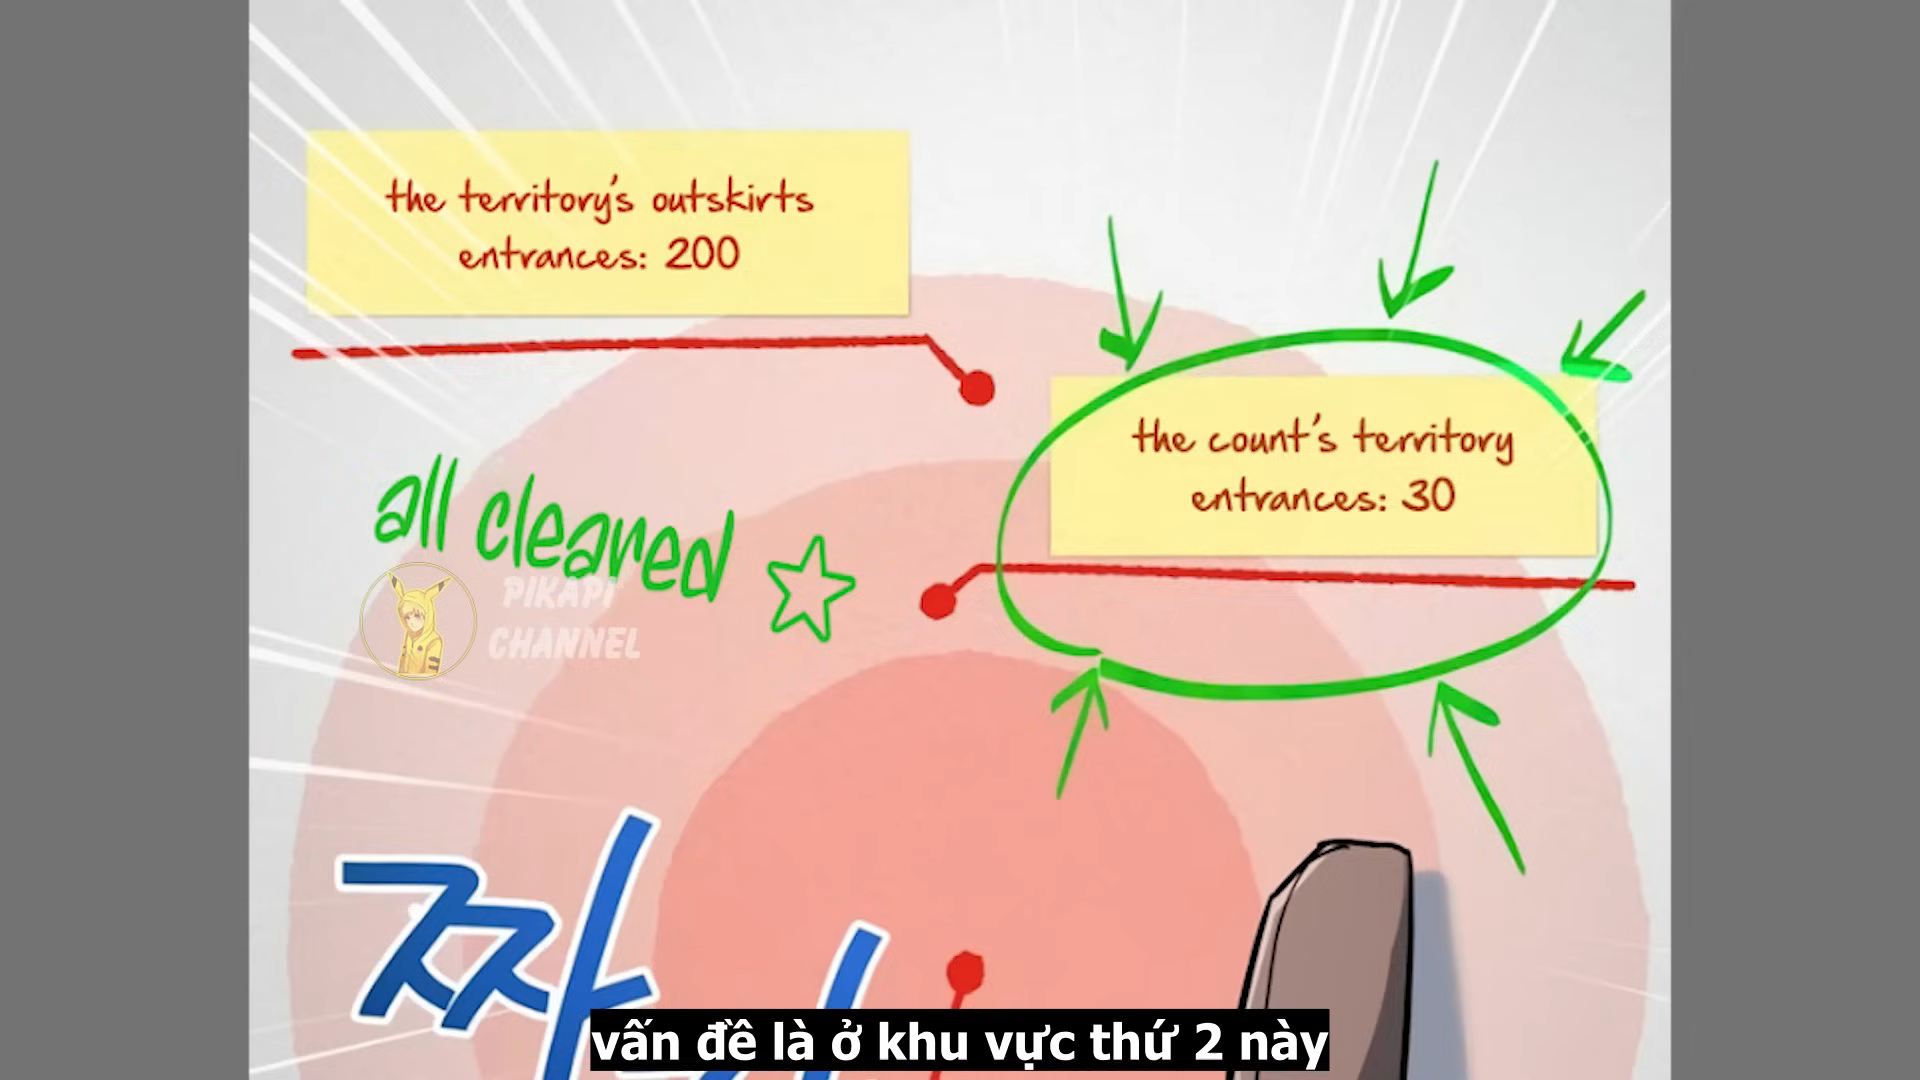 the territory's outskirts
entrances: 200
the count's territory
entrances: 30
all cleared
PIKAPI
CHANNEL
짜
vấn đề là ở khu vực thứ 2 này